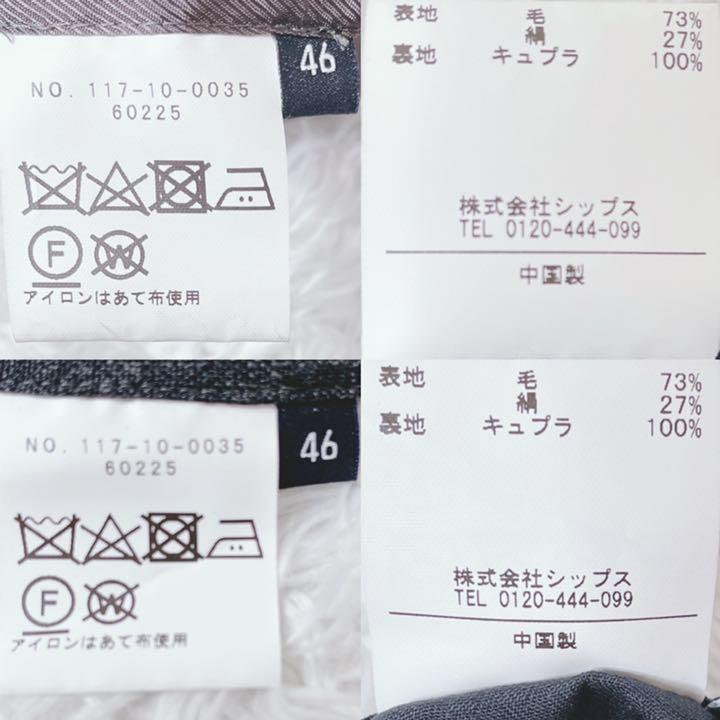 46
NO. 117-10-0035
60225
F
W
アイロンはあて布使用
表地 毛 73%
絹 27%
裏地 キュプラ 100%
株式会社シップス
TEL 0120-444-099
中国製
46
NO. 117-10-0035
60225
F
W
アイロンはあて布使用
表地 毛 73%
絹 27%
裏地 キュプラ 100%
株式会社シップス
TEL 0120-444-099
中国製